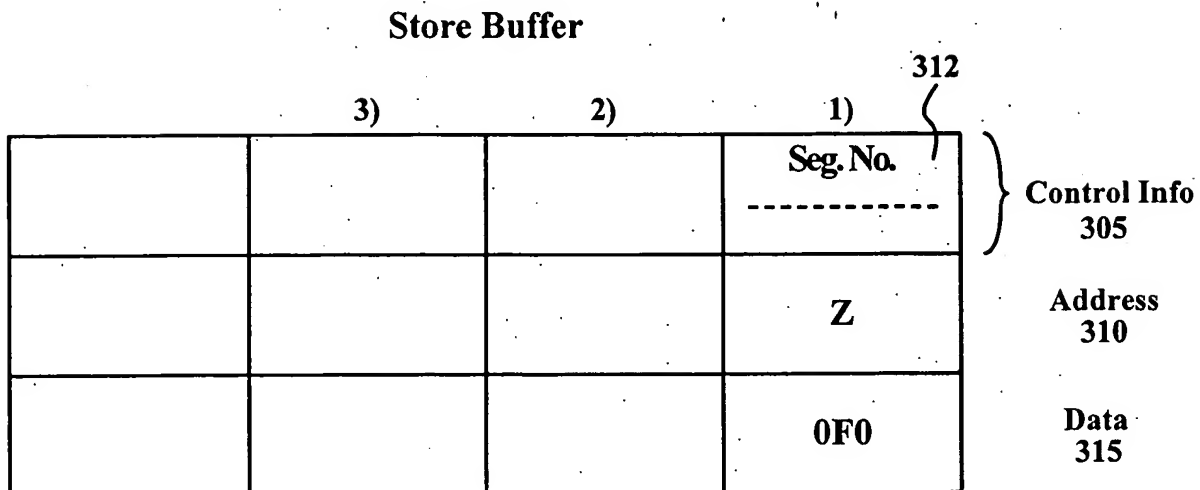 Store Buffer
312
3) 2) 1)
Seg. No.
Control Info
305
Z
Address
310
0F0
Data
315